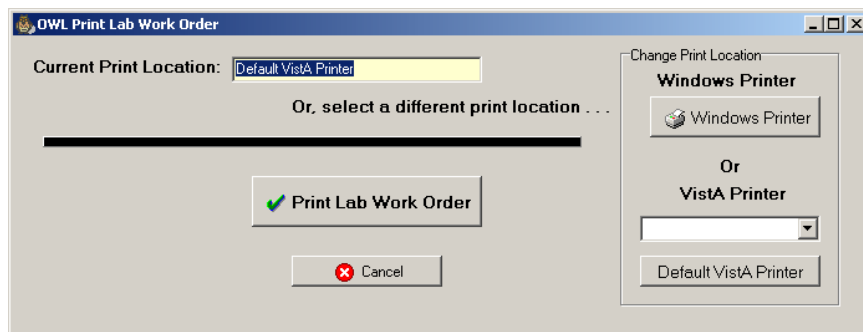 OWL Print Lab Work Order
Current Print Location: Default VistA Printer
Or, select a different print location . . .
Print Lab Work Order
Cancel
Change Print Location
Windows Printer
Windows Printer
Or
VistA Printer
Default VistA Printer